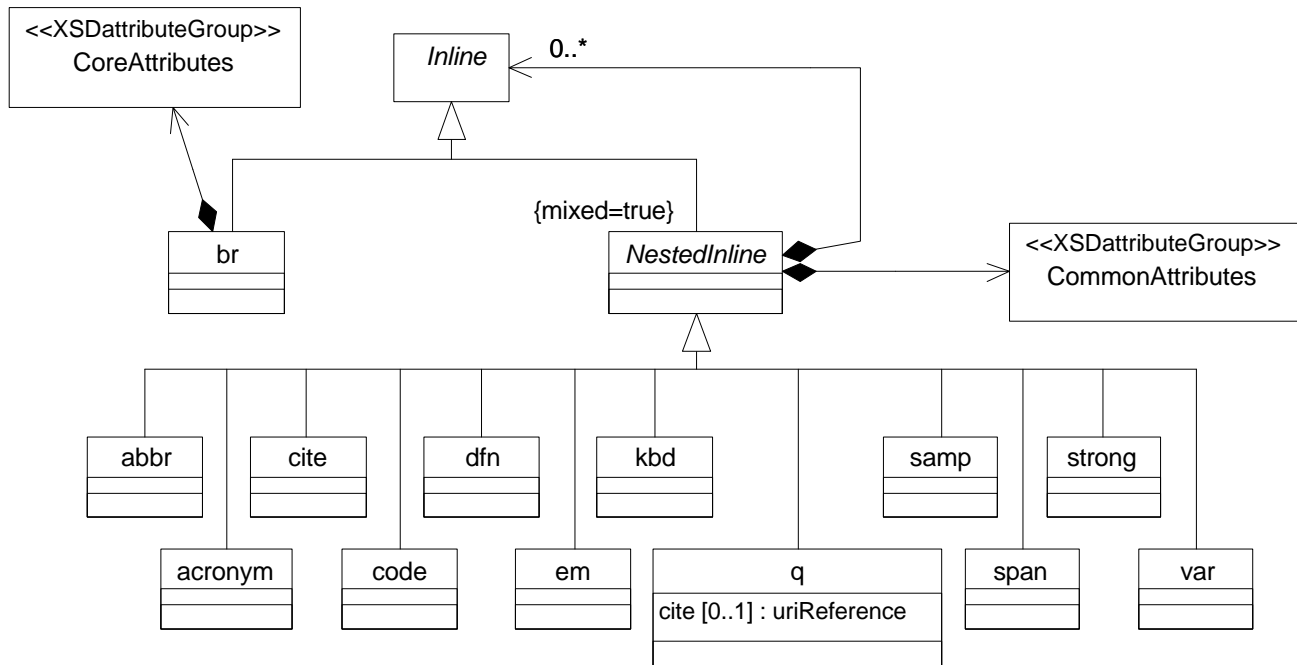 <<XSDattributeGroup>>
CoreAttributes
Inline
0..*
{mixed=true}
br
NestedInline
<<XSDattributeGroup>>
CommonAttributes
abbr
cite
dfn
kbd
samp
strong
acronym
code
em
q
cite [0..1] : uriReference
span
var